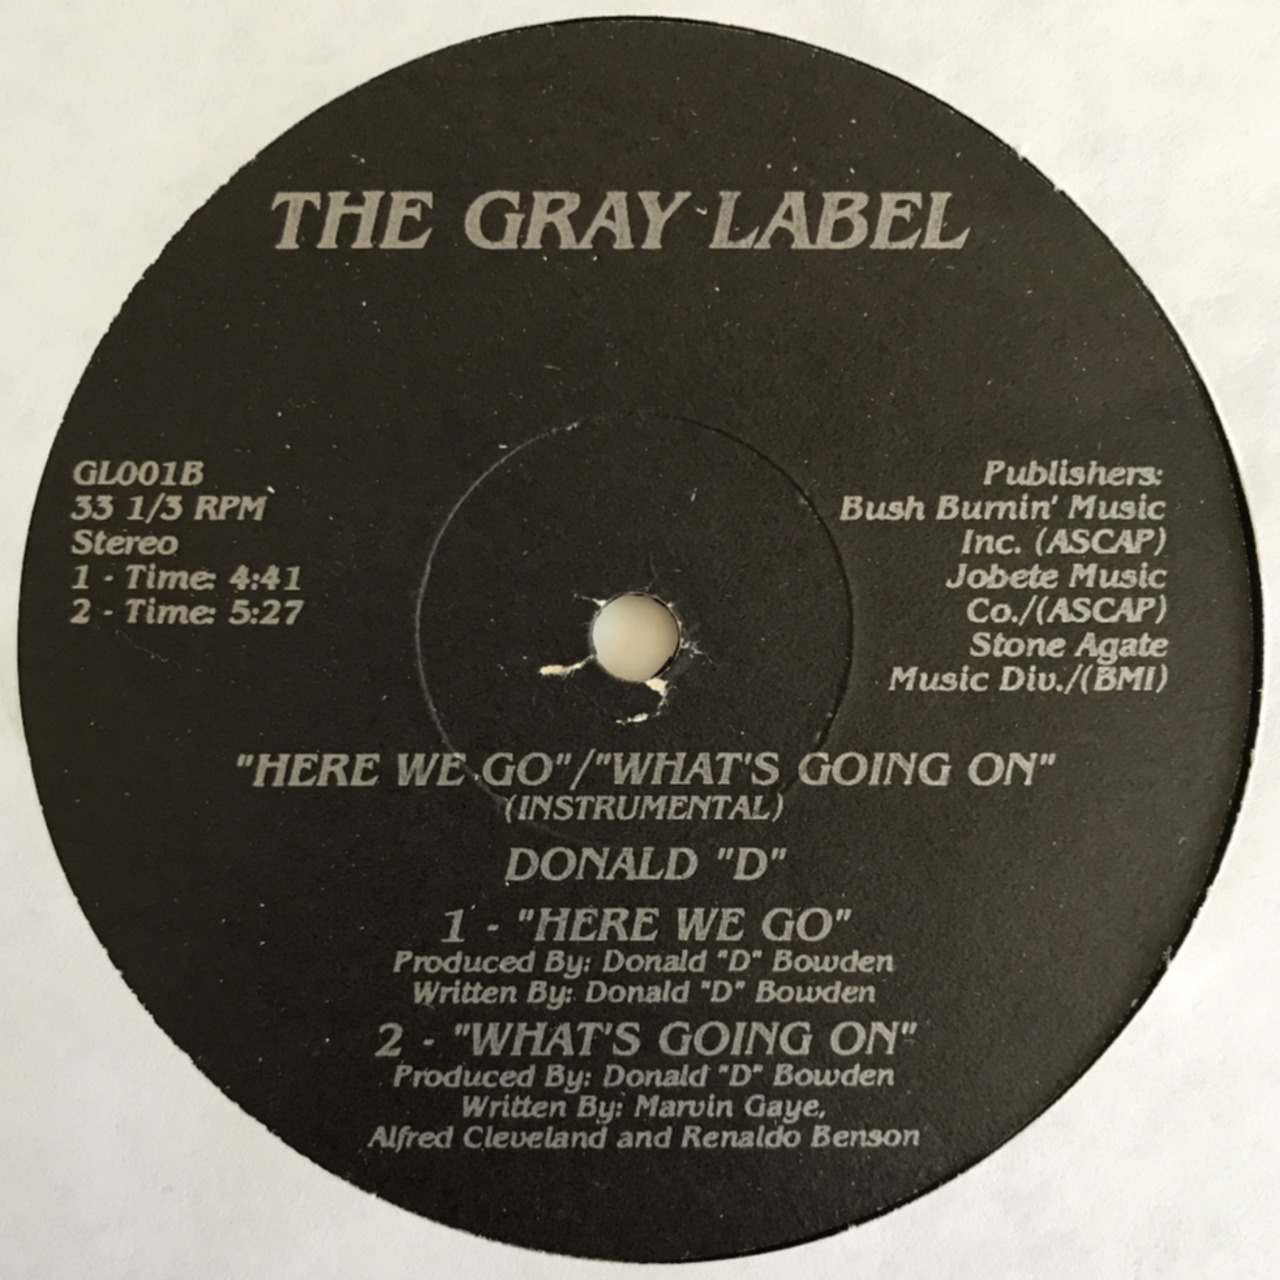 THE GRAY LABEL
GL001B
33 1/3 RPM
Stereo
1 - Time: 4:41
2 - Time: 5:27
Publishers:
Bush Burnin' Music
Inc. (ASCAP)
Jobete Music
Co./(ASCAP)
Stone Agate
Music Div./(BMI)
"HERE WE GO"/"WHAT'S GOING ON"
(INSTRUMENTAL)
DONALD "D"
1 - "HERE WE GO"
Produced By: Donald "D" Bowden
Written By: Donald "D" Bowden
2 - "WHAT'S GOING ON"
Produced By: Donald "D" Bowden
Written By: Marvin Gaye,
Alfred Cleveland and Renaldo Benson